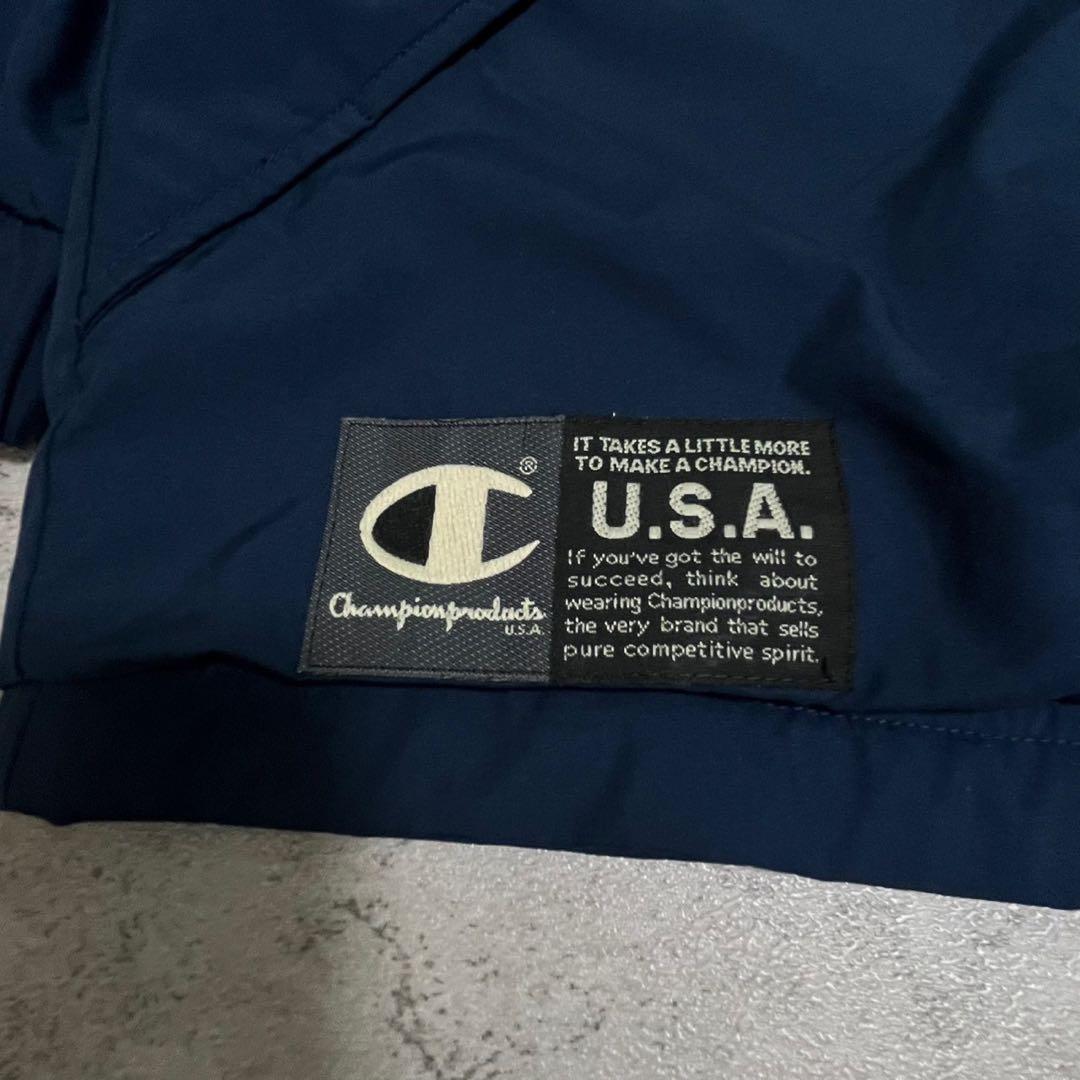 ®
Championproducts
U.S.A.
IT TAKES A LITTLE MORE
TO MAKE A CHAMPION.
U.S.A.
If you've got the will to
succeed, think about
wearing Championproducts,
the very brand that sells
pure competitive spirit.